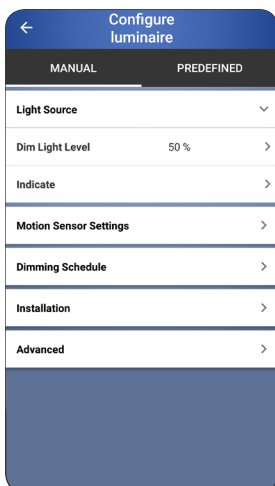 Configure
luminaire
MANUAL PREDEFINED
Light Source
Dim Light Level 50 %
Indicate
Motion Sensor Settings
Dimming Schedule
Installation
Advanced